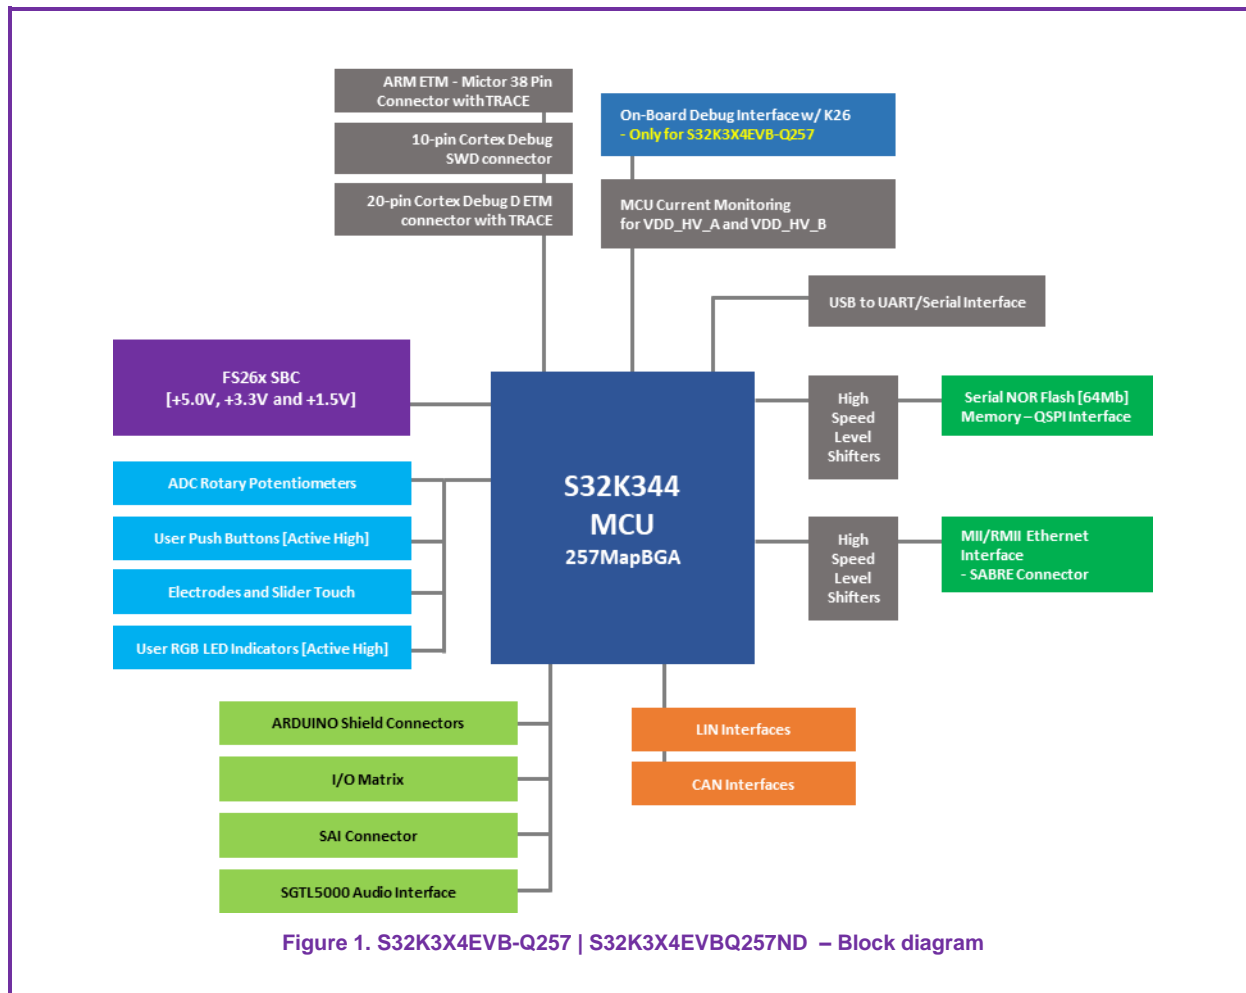 ARM ETM - Mictor 38 Pin
Connector with TRACE
10-pin Cortex Debug
SWD connector
20-pin Cortex Debug D ETM
connector with TRACE
On-Board Debug Interface w/ K26
- Only for S32K3X4EVB-Q257
MCU Current Monitoring
for VDD_HV_A and VDD_HV_B
USB to UART/Serial Interface
FS26x SBC
[+5.0V, +3.3V and +1.5V]
ADC Rotary Potentiometers
User Push Buttons [Active High]
Electrodes and Slider Touch
User RGB LED Indicators [Active High]
S32K344
MCU
257MapBGA
High
Speed
Level
Shifters
Serial NOR Flash [64Mb]
Memory – QSPI Interface
High
Speed
Level
Shifters
MII/RMII Ethernet
Interface
- SABRE Connector
ARDUINO Shield Connectors
I/O Matrix
SAI Connector
SGTL5000 Audio Interface
LIN Interfaces
CAN Interfaces
Figure 1. S32K3X4EVB-Q257 | S32K3X4EVBQ257ND – Block diagram